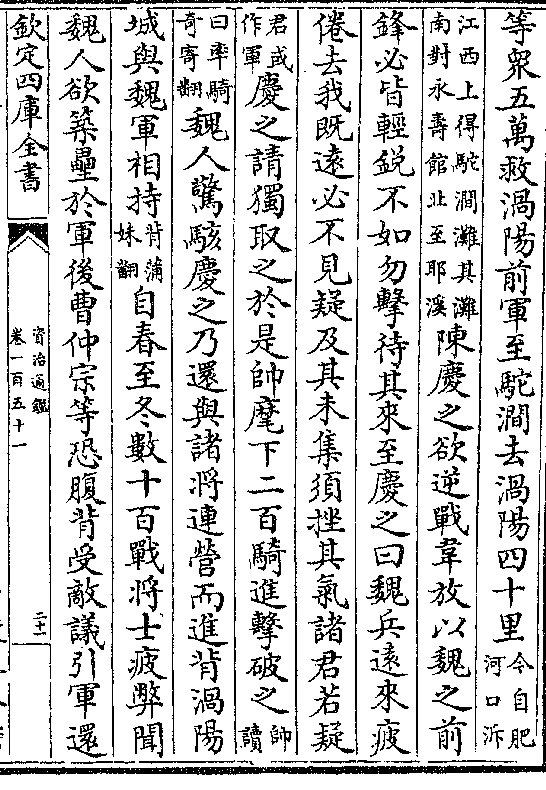 等衆五萬救渦陽前軍至駝澗去渦陽四十里今自肥河口泝
江西上得駝澗灘其灘南對永壽館北至耶溪陳慶之欲逆戰韋放以魏之前
鋒必皆輕鋭不如勿擊待其來至慶之曰魏兵遠來疲
倦去我既遠必不見疑及其未集須挫其氣諸君若疑
君或作軍慶之請獨取之於是帥麾下二百騎進擊破之帥讀
曰率騎奇寄翻魏人驚駭慶之乃還與諸將連營而進背渦陽
城與魏軍相持背蒲妹翻自春至冬數十百戰將士疲弊聞
魏人欲築壘於軍後曹仲宗等恐腹背受敵議引軍還
欽定四庫全書
資治通鑑
卷一百五十一
二十一